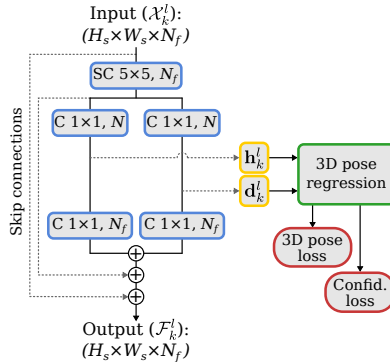 Input (𝒳ₖˡ):
(Hₛ×Wₛ×N_f)
SC 5×5, N_f
C 1×1, N
C 1×1, N
Skip connections
hₖˡ
dₖˡ
3D pose
regression
C 1×1, N_f
C 1×1, N_f
3D pose
loss
Confid.
loss
Output (ℱₖˡ):
(Hₛ×Wₛ×N_f)